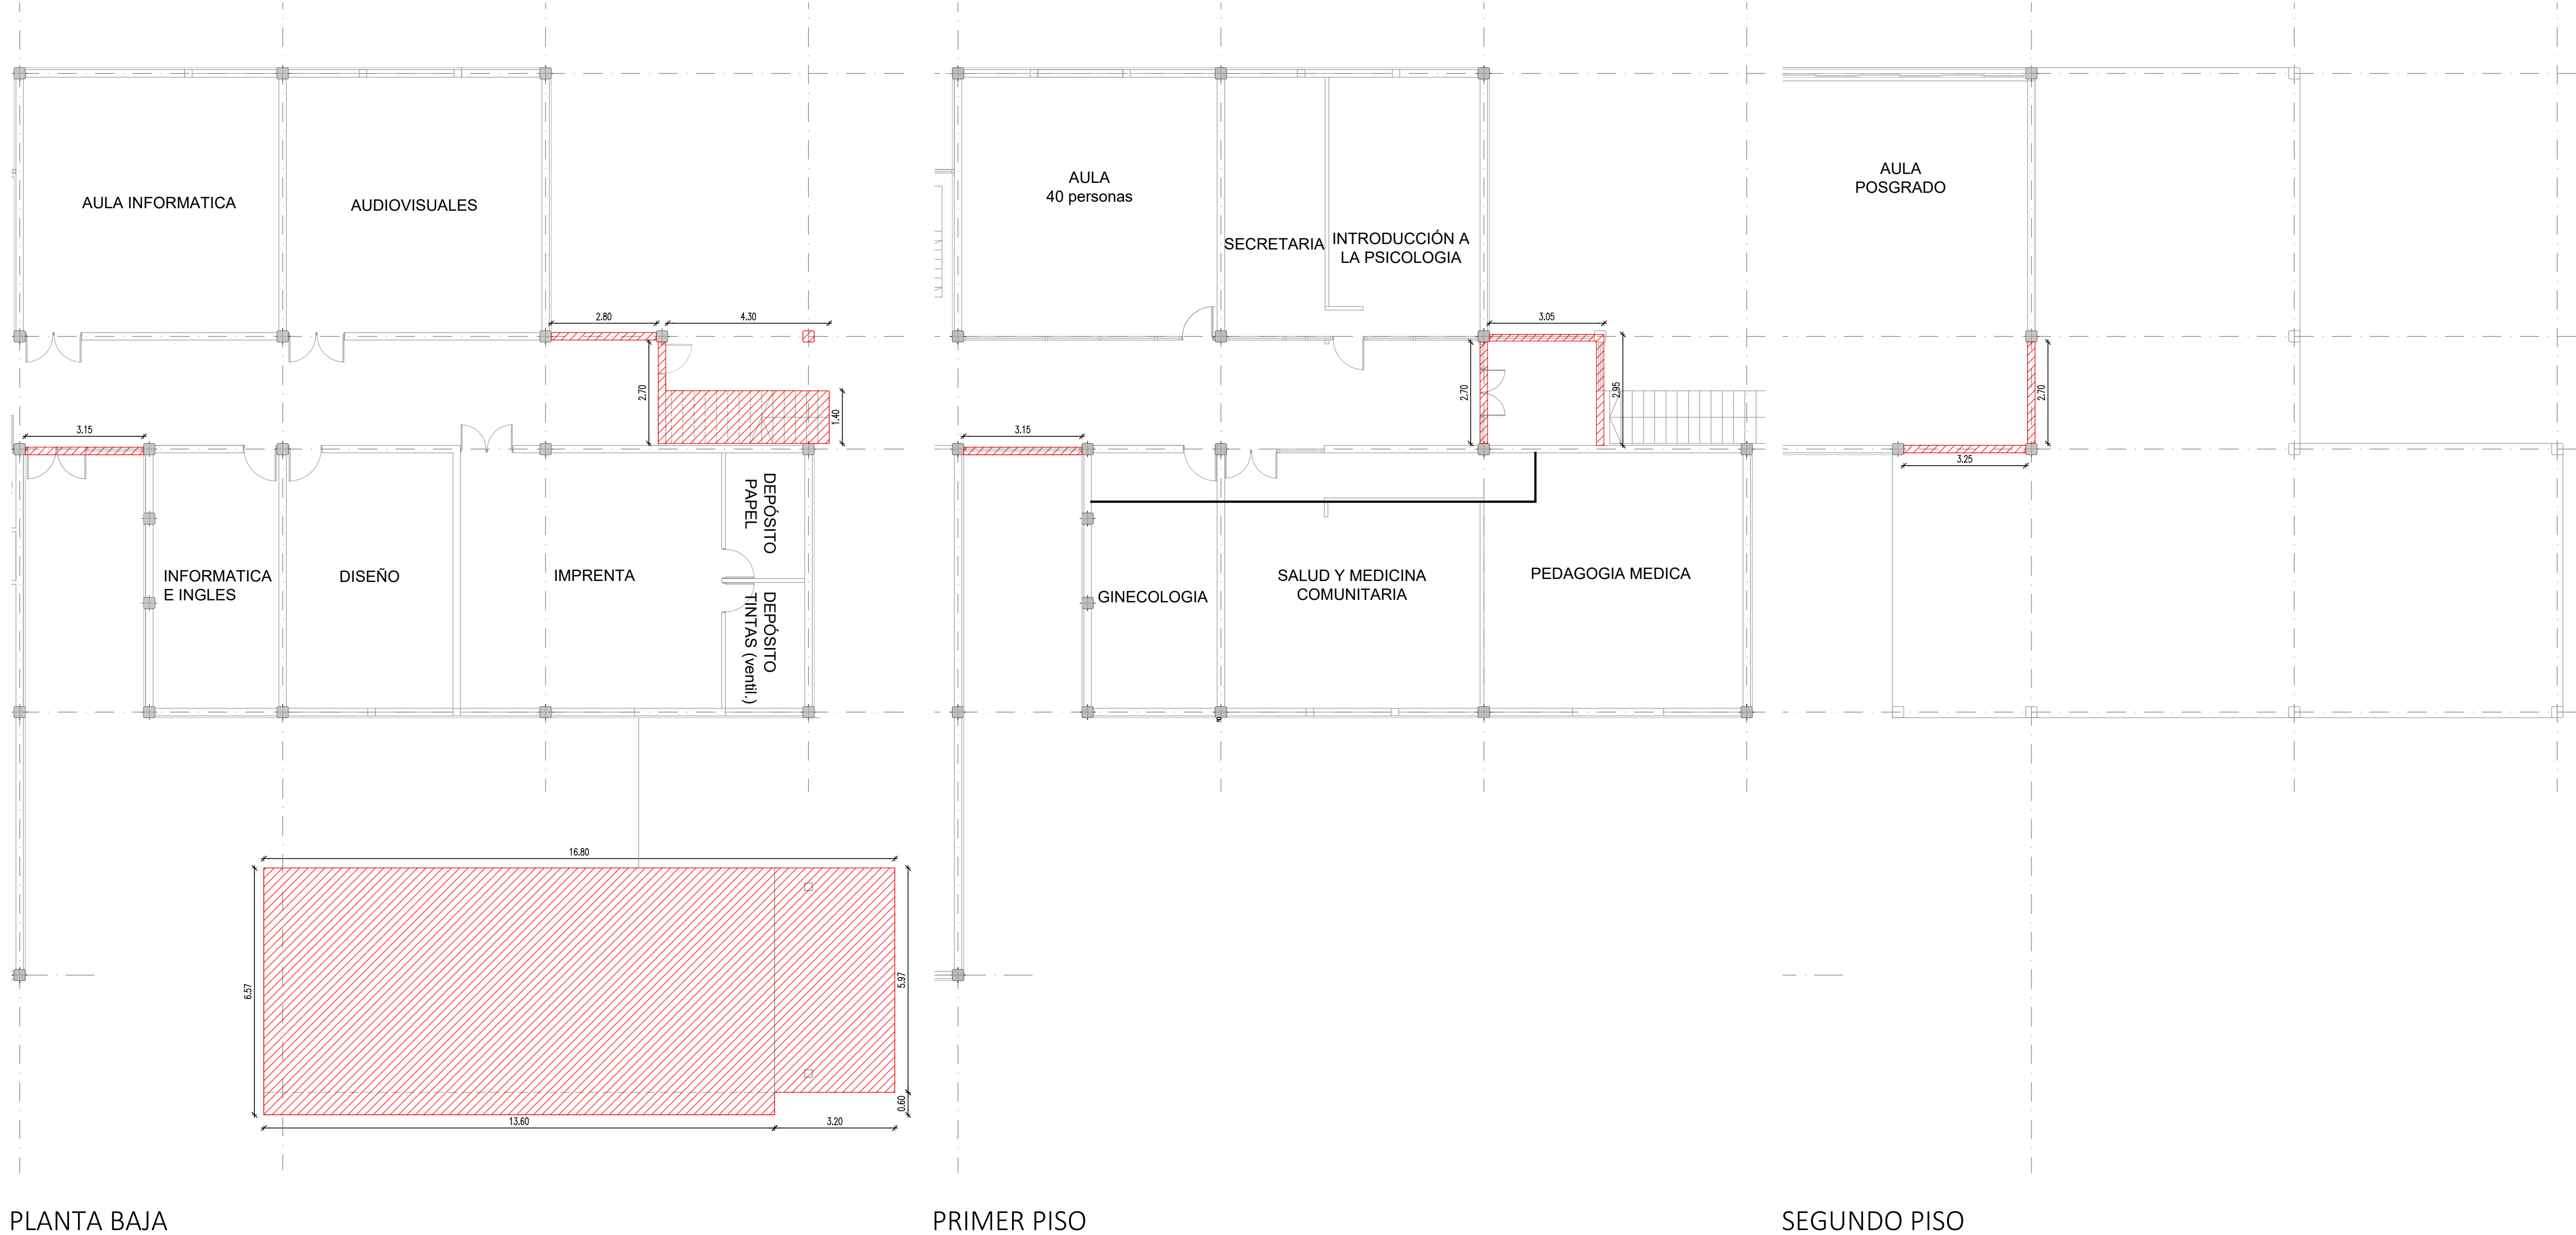 AULA INFORMATICA
AUDIOVISUALES
2.80
4.30
2.70
1.40
3.15
INFORMATICA
E INGLES
DISEÑO
IMPRENTA
DEPÓSITO
PAPEL
DEPÓSITO
TINTAS (ventil.)
16.80
6.57
5.97
0.60
13.60
3.20
PLANTA BAJA
AULA
40 personas
SECRETARIA
INTRODUCCIÓN A
LA PSICOLOGIA
3.05
2.70
2.95
3.15
GINECOLOGIA
SALUD Y MEDICINA
COMUNITARIA
PEDAGOGIA MEDICA
PRIMER PISO
AULA
POSGRADO
2.70
3.25
SEGUNDO PISO